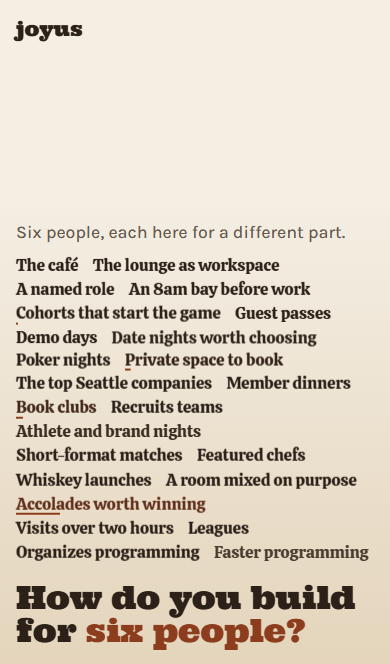 joyus
Six people, each here for a different part.
The café The lounge as workspace
A named role An 8am bay before work
Cohorts that start the game Guest passes
Demo days Date nights worth choosing
Poker nights Private space to book
The top Seattle companies Member dinners
Book clubs Recruits teams
Athlete and brand nights
Short-format matches Featured chefs
Whiskey launches A room mixed on purpose
Accolades worth winning
Visits over two hours Leagues
Organizes programming Faster programming
How do you build
for six people?